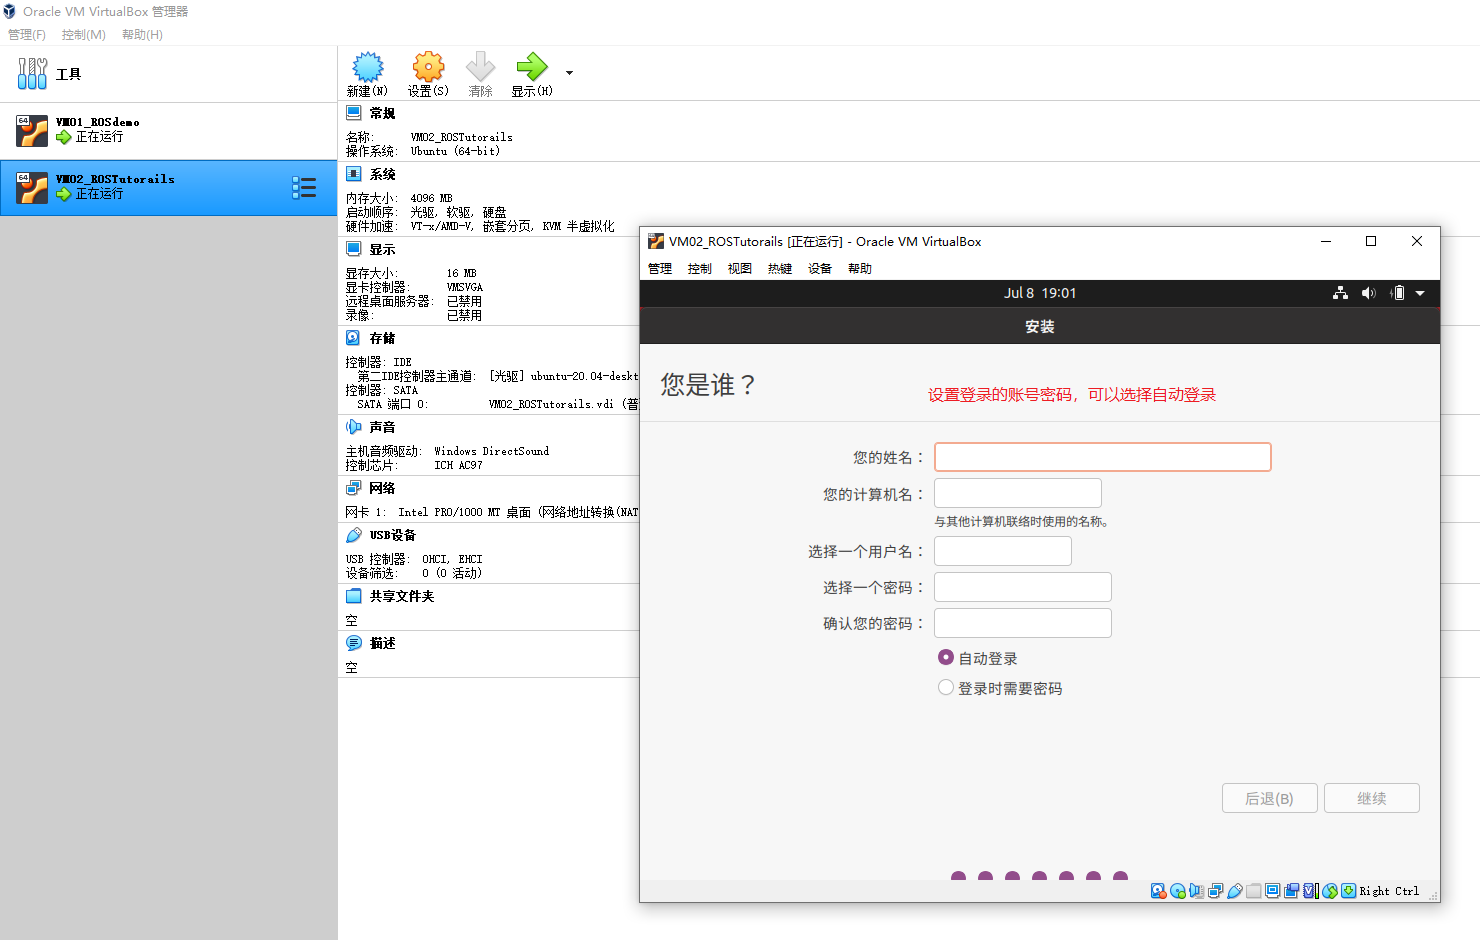 Oracle VM VirtualBox 管理器
管理(F) 控制(M) 帮助(H)
工具
64 VM01_ROSdemo
正在运行
64 VM02_ROSTutorails
正在运行
新建(N) 设置(S) 清除 显示(H)
常规
名称: VM02_ROSTutorails
操作系统: Ubuntu (64-bit)
系统
内存大小: 4096 MB
启动顺序: 光驱, 软驱, 硬盘
硬件加速: VT-x/AMD-V, 嵌套分页, KVM 半虚拟化
显示
显存大小: 16 MB
显卡控制器: VMSVGA
远程桌面服务器: 已禁用
录像: 已禁用
存储
控制器: IDE
第二IDE控制器主通道: [光驱] ubuntu-20.04-deskt
控制器: SATA
SATA 端口 0: VM02_ROSTutorails.vdi (普
声音
主机音频驱动: Windows DirectSound
控制芯片: ICH AC97
网络
网卡 1: Intel PRO/1000 MT 桌面 (网络地址转换(NAT
USB设备
USB 控制器: OHCI, EHCI
设备筛选: 0 (0 活动)
共享文件夹
空
描述
空
VM02_ROSTutorails [正在运行] - Oracle VM VirtualBox
管理 控制 视图 热键 设备 帮助
Jul 8 19:01
安装
您是谁？
设置登录的账号密码，可以选择自动登录
您的姓名：
您的计算机名：
与其他计算机联络时使用的名称。
选择一个用户名：
选择一个密码：
确认您的密码：
自动登录
登录时需要密码
后退(B) 继续
Right Ctrl